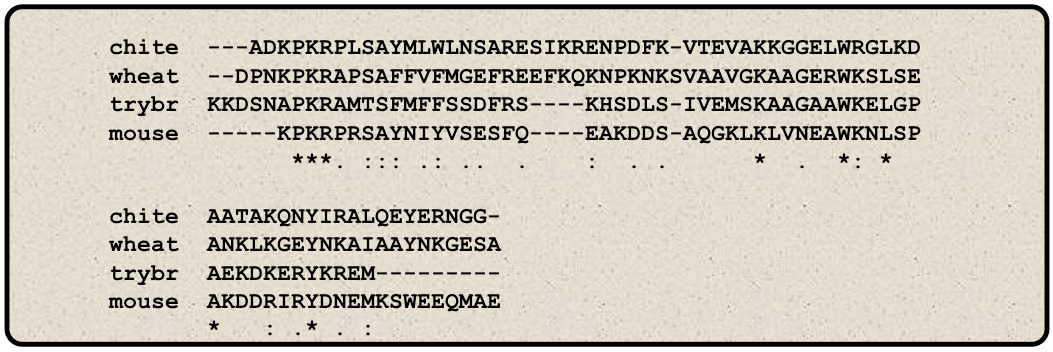 chite  ---ADKPKRPLSAYMLWLNSARESIKRENPDFK-VTEVAKKGGELWRGLKD
wheat  --DPNKPKRAPSAFFVFMGEFREEFKQKNPKNKSVAAVGKAAGERWKSLSE
trybr  KKDSNAPKRAMTSFMFFSSDFRS----KHSDLS-IVEMSKAAGAAWKELGP
mouse  -----KPKRPRSAYNIYVSESFQ----EAKDDS-AQGKLKLVNEAWKNLSP
             ***. ::: .: ..  .    :  . .      *  .  *: *
chite  AATAKQNYIRALQEYERNGG-
wheat  ANKLKGEYNKAIAAYNKGESA
trybr  AEKDKERYKREM---------
mouse  AKDDRIRYDNEMKSWEEQMAE
       *   : .* . :